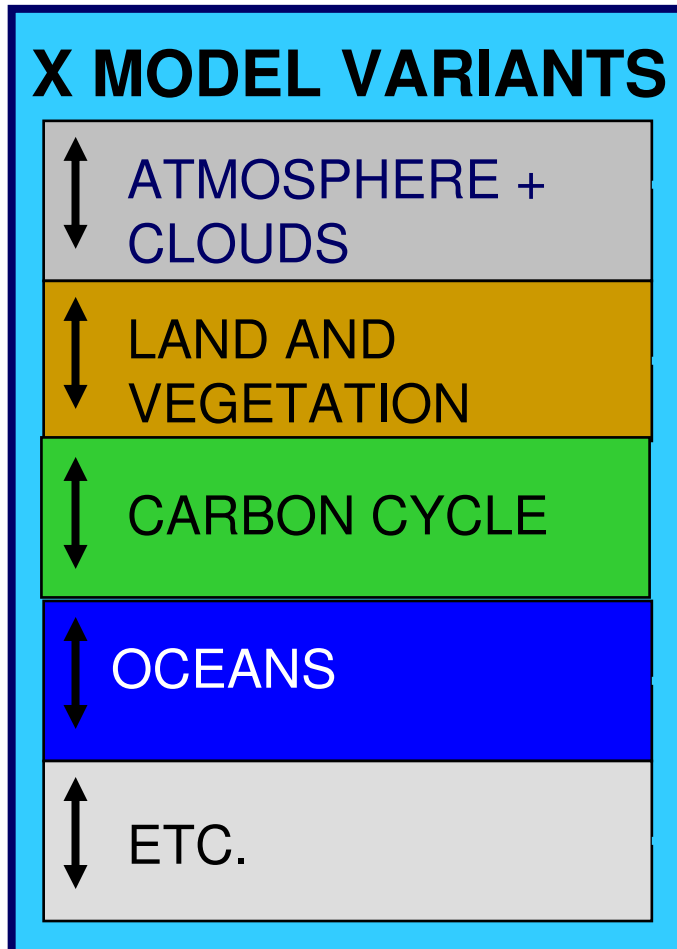 X MODEL VARIANTS
ATMOSPHERE +
CLOUDS
LAND AND
VEGETATION
CARBON CYCLE
OCEANS
ETC.